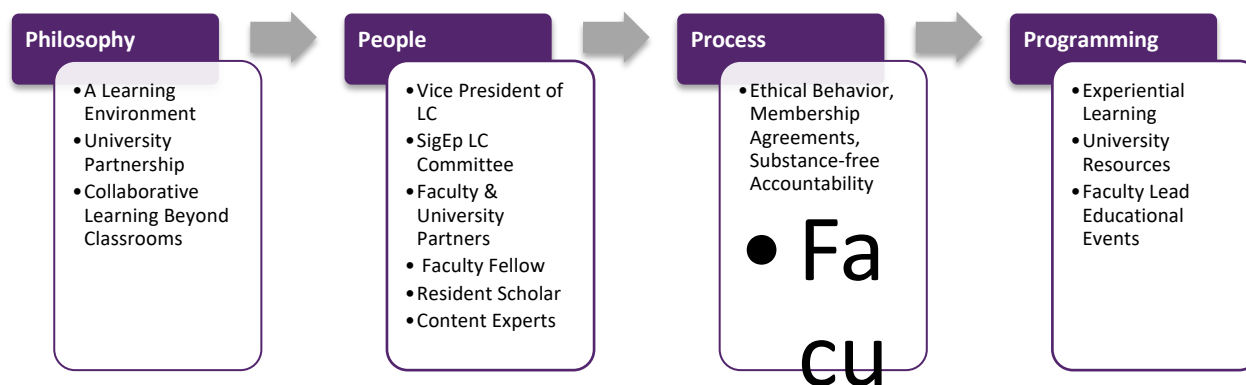 Philosophy
•A Learning
Environment
•University
Partnership
•Collaborative
Learning Beyond
Classrooms
People
•Vice President of
LC
•SigEp LC
Committee
•Faculty &
University
Partners
• Faculty Fellow
•Resident Scholar
•Content Experts
Process
•Ethical Behavior,
Membership
Agreements,
Substance-free
Accountability
• Fa
cu
Programming
•Experiential
Learning
•University
Resources
•Faculty Lead
Educational
Events